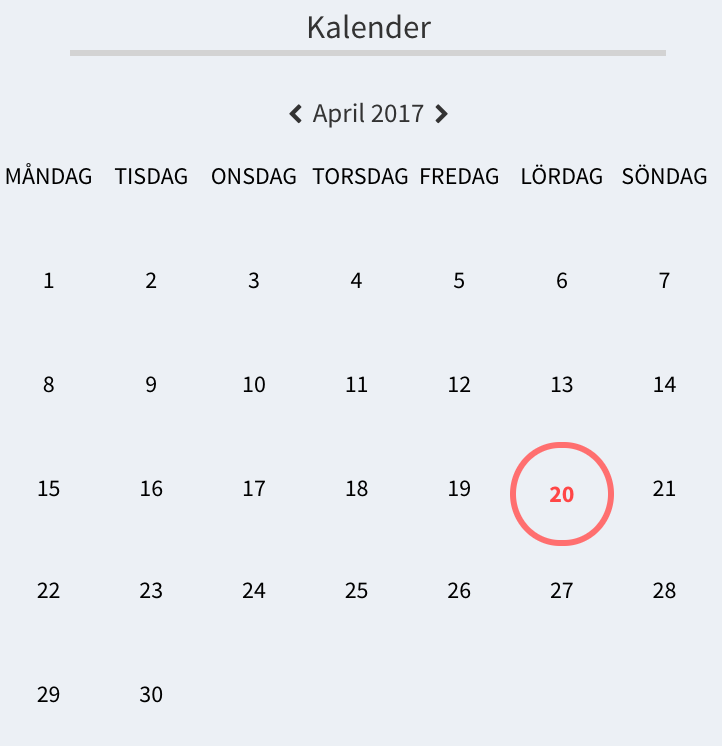 Kalender
April 2017
MÅNDAG TISDAG ONSDAG TORSDAG FREDAG LÖRDAG SÖNDAG
1 2 3 4 5 6 7
8 9 10 11 12 13 14
15 16 17 18 19 20 21
22 23 24 25 26 27 28
29 30